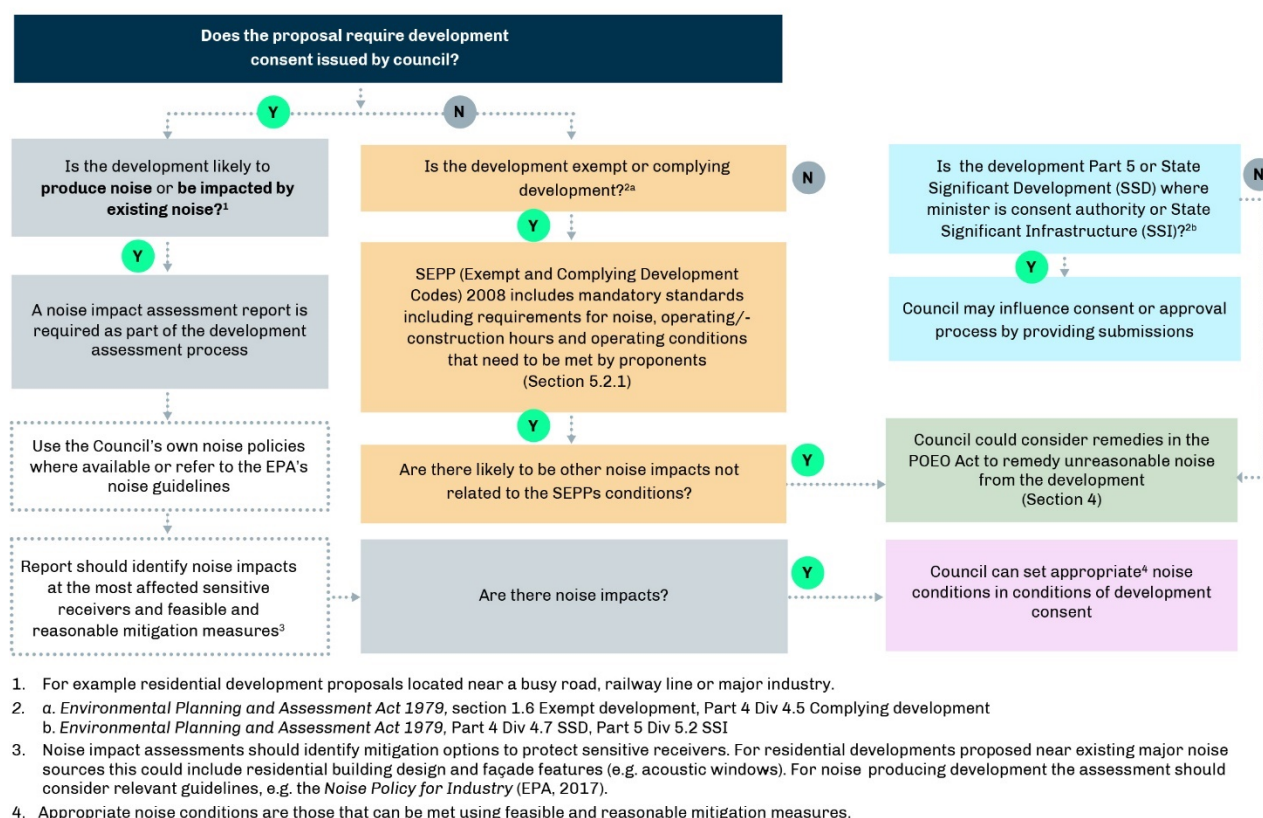 Does the proposal require development
consent issued by council?
Y
N
Is the development likely to
produce noise or be impacted by
existing noise?¹
Is the development exempt or complying
development?²ᵃ
N
Is the development Part 5 or State
Significant Development (SSD) where
minister is consent authority or State
Significant Infrastructure (SSI)?²ᵇ
N
Y
Y
Y
A noise impact assessment report is
required as part of the development
assessment process
SEPP (Exempt and Complying Development
Codes) 2008 includes mandatory standards
including requirements for noise, operating/-
construction hours and operating conditions
that need to be met by proponents
(Section 5.2.1)
Council may influence consent or approval
process by providing submissions
Y
Use the Council's own noise policies
where available or refer to the EPA's
noise guidelines
Are there likely to be other noise impacts not
related to the SEPPs conditions?
Y
Council could consider remedies in the
POEO Act to remedy unreasonable noise
from the development
(Section 4)
Report should identify noise impacts
at the most affected sensitive
receivers and feasible and
reasonable mitigation measures³
Are there noise impacts?
Y
Council can set appropriate⁴ noise
conditions in conditions of development
consent
1. For example residential development proposals located near a busy road, railway line or major industry.
2. a. Environmental Planning and Assessment Act 1979, section 1.6 Exempt development, Part 4 Div 4.5 Complying development
b. Environmental Planning and Assessment Act 1979, Part 4 Div 4.7 SSD, Part 5 Div 5.2 SSI
3. Noise impact assessments should identify mitigation options to protect sensitive receivers. For residential developments proposed near existing major noise
sources this could include residential building design and façade features (e.g. acoustic windows). For noise producing development the assessment should
consider relevant guidelines, e.g. the Noise Policy for Industry (EPA, 2017).
4. Appropriate noise conditions are those that can be met using feasible and reasonable mitigation measures.